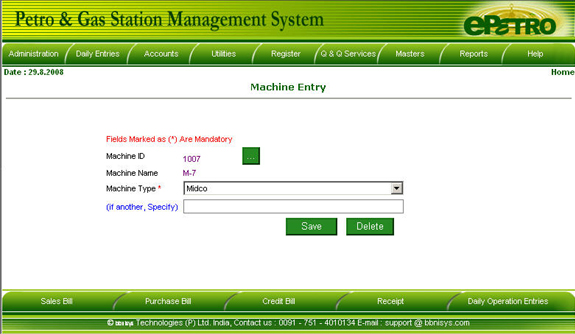 Petro & Gas Station Management System
ePETRO
Administration Daily Entries Accounts Utilities Register Q & Q Services Masters Reports Help
Date : 29.8.2008 Home
Machine Entry
Fields Marked as (*) Are Mandatory
Machine ID 1007 ...
Machine Name M-7
Machine Type * Midco
(if another, Specify)
Save Delete
Sales Bill Purchase Bill Credit Bill Receipt Daily Operation Entries
© bbnisys Technologies (P) Ltd. India, Contact us : 0091 - 751 - 4010134 E-mail : support @ bbnisys.com